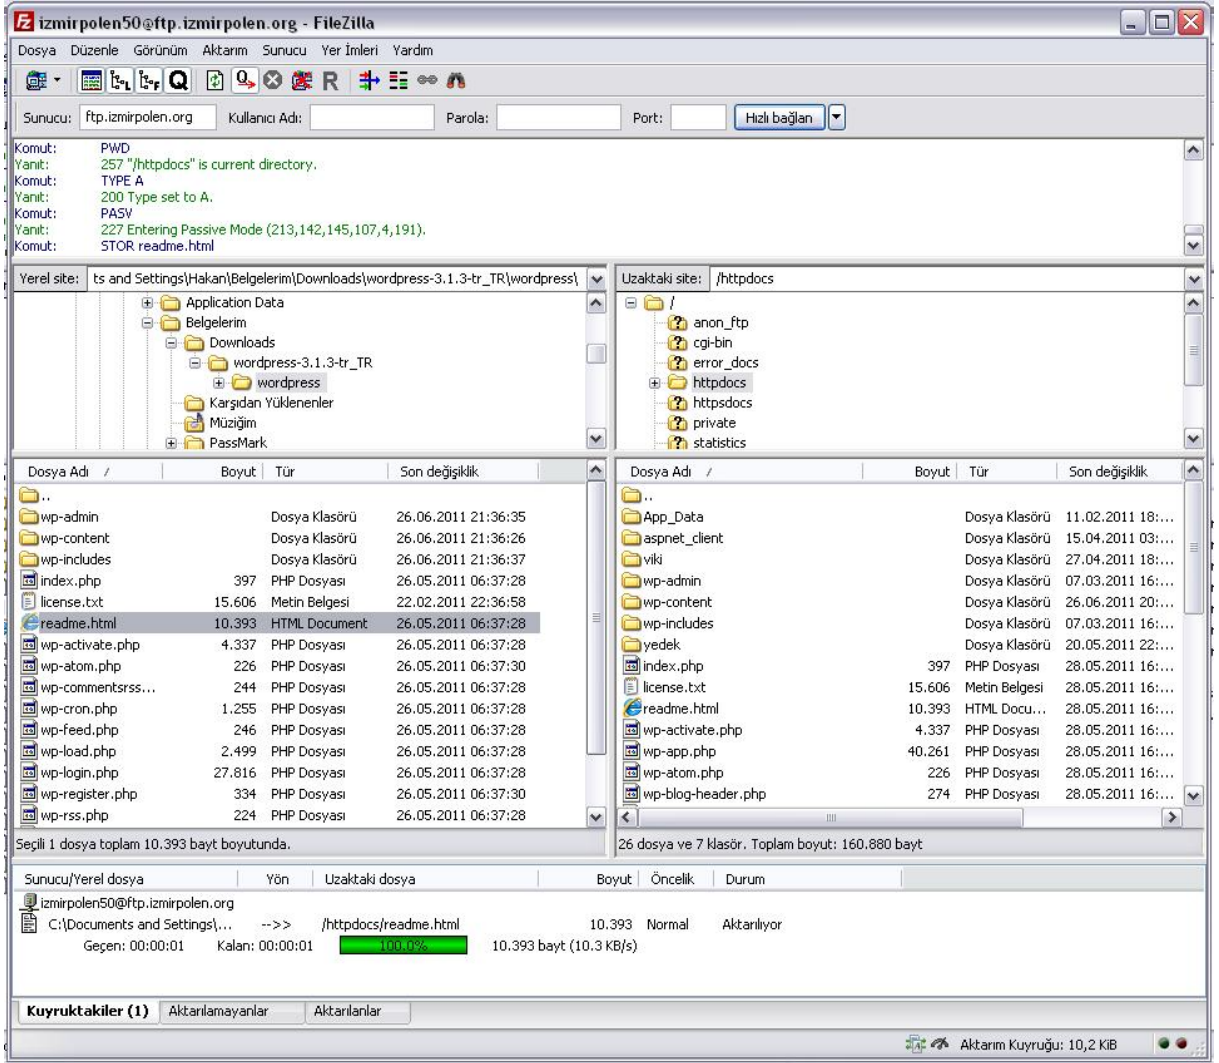 izmirpolen50@ftp.izmirpolen.org - FileZilla
Dosya Düzenle Görünüm Aktarım Sunucu Yer İmleri Yardım
Sunucu: ftp.izmirpolen.org Kullanıcı Adı: Parola: Port: Hızlı bağlan
Komut: PWD
Yanıt: 257 "/httpdocs" is current directory.
Komut: TYPE A
Yanıt: 200 Type set to A.
Komut: PASV
Yanıt: 227 Entering Passive Mode (213,142,145,107,4,191).
Komut: STOR readme.html
Yerel site: ts and Settings\Hakan\Belgelerim\Downloads\wordpress-3.1.3-tr_TR\wordpress\
Application Data
Belgelerim
Downloads
wordpress-3.1.3-tr_TR
wordpress
Karşıdan Yüklenenler
Müziğim
PassMark
Uzaktaki site: /httpdocs
/
anon_ftp
cgi-bin
error_docs
httpdocs
httpsdocs
private
statistics
Dosya Adı / Boyut Tür Son değişiklik
..
wp-admin Dosya Klasörü 26.06.2011 21:36:35
wp-content Dosya Klasörü 26.06.2011 21:36:26
wp-includes Dosya Klasörü 26.06.2011 21:36:37
index.php 397 PHP Dosyası 26.05.2011 06:37:28
license.txt 15.606 Metin Belgesi 22.02.2011 22:36:58
readme.html 10.393 HTML Document 26.05.2011 06:37:28
wp-activate.php 4.337 PHP Dosyası 26.05.2011 06:37:28
wp-atom.php 226 PHP Dosyası 26.05.2011 06:37:30
wp-commentsrss... 244 PHP Dosyası 26.05.2011 06:37:28
wp-cron.php 1.255 PHP Dosyası 26.05.2011 06:37:28
wp-feed.php 246 PHP Dosyası 26.05.2011 06:37:28
wp-load.php 2.499 PHP Dosyası 26.05.2011 06:37:28
wp-login.php 27.816 PHP Dosyası 26.05.2011 06:37:28
wp-register.php 334 PHP Dosyası 26.05.2011 06:37:30
wp-rss.php 224 PHP Dosyası 26.05.2011 06:37:28
Seçili 1 dosya toplam 10.393 bayt boyutunda.
Dosya Adı / Boyut Tür Son değişiklik
..
App_Data Dosya Klasörü 11.02.2011 18:...
aspnet_client Dosya Klasörü 15.04.2011 03:...
viki Dosya Klasörü 27.04.2011 18:...
wp-admin Dosya Klasörü 07.03.2011 16:...
wp-content Dosya Klasörü 26.06.2011 20:...
wp-includes Dosya Klasörü 07.03.2011 16:...
yedek Dosya Klasörü 20.05.2011 22:...
index.php 397 PHP Dosyası 28.05.2011 16:...
license.txt 15.606 Metin Belgesi 28.05.2011 16:...
readme.html 10.393 HTML Docu... 28.05.2011 16:...
wp-activate.php 4.337 PHP Dosyası 28.05.2011 16:...
wp-app.php 40.261 PHP Dosyası 28.05.2011 16:...
wp-atom.php 226 PHP Dosyası 28.05.2011 16:...
wp-blog-header.php 274 PHP Dosyası 28.05.2011 16:...
26 dosya ve 7 klasör. Toplam boyut: 160.880 bayt
Sunucu/Yerel dosya Yön Uzaktaki dosya Boyut Öncelik Durum
izmirpolen50@ftp.izmirpolen.org
C:\Documents and Settings\... -->> /httpdocs/readme.html 10.393 Normal Aktarılıyor
Geçen: 00:00:01 Kalan: 00:00:01 100.0% 10.393 bayt (10.3 KB/s)
Kuyruktakiler (1) Aktarılamayanlar Aktarılanlar
Aktarım Kuyruğu: 10,2 KiB